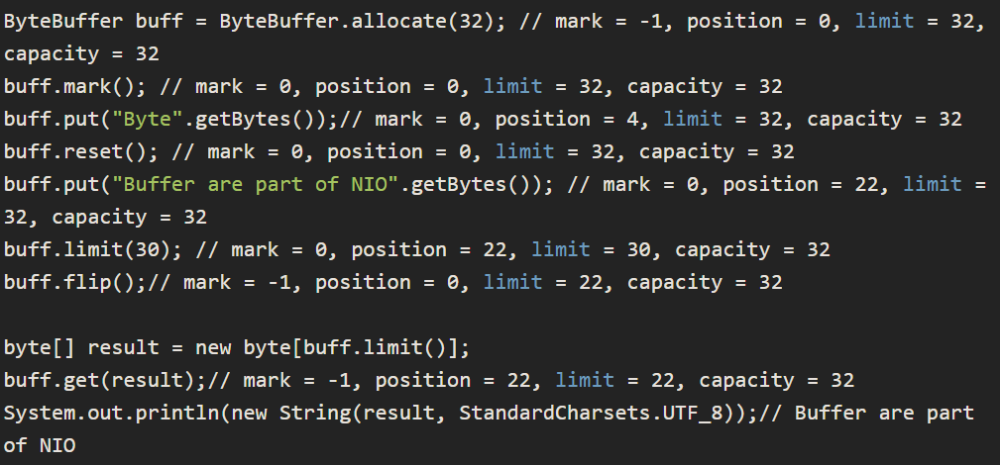 ByteBuffer buff = ByteBuffer.allocate(32); // mark = -1, position = 0, limit = 32,
capacity = 32
buff.mark(); // mark = 0, position = 0, limit = 32, capacity = 32
buff.put("Byte".getBytes());// mark = 0, position = 4, limit = 32, capacity = 32
buff.reset(); // mark = 0, position = 0, limit = 32, capacity = 32
buff.put("Buffer are part of NIO".getBytes()); // mark = 0, position = 22, limit =
32, capacity = 32
buff.limit(30); // mark = 0, position = 22, limit = 30, capacity = 32
buff.flip();// mark = -1, position = 0, limit = 22, capacity = 32

byte[] result = new byte[buff.limit()];
buff.get(result);// mark = -1, position = 22, limit = 22, capacity = 32
System.out.println(new String(result, StandardCharsets.UTF_8));// Buffer are part
of NIO